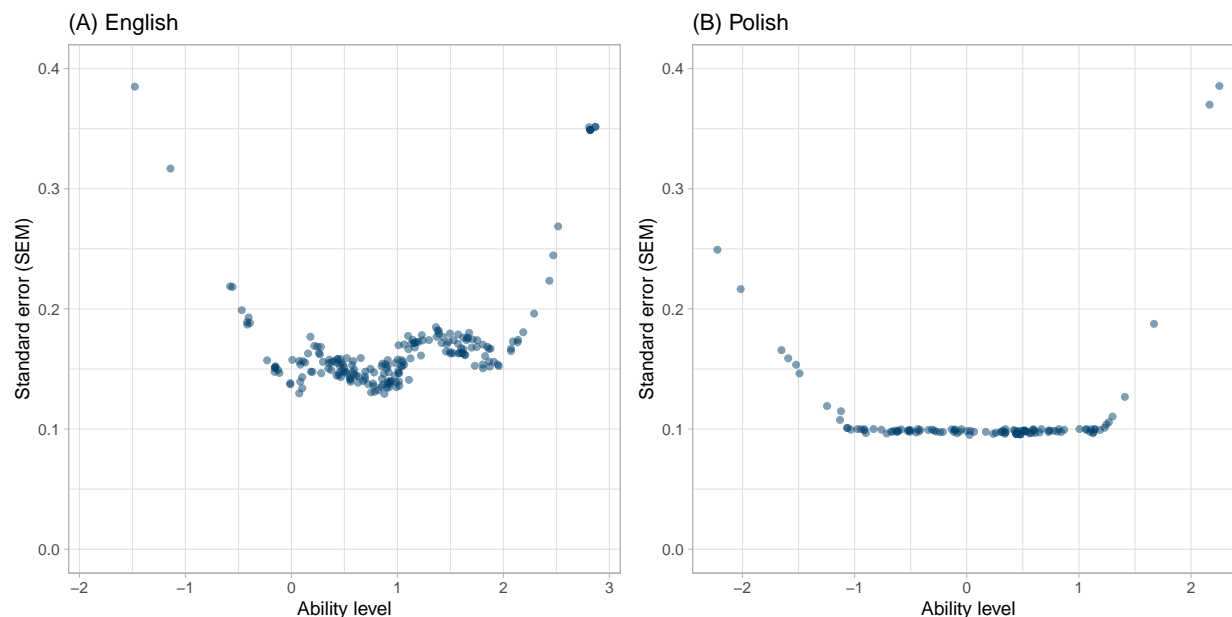 (A) English
(B) Polish
Standard error (SEM)
0.4
0.3
0.2
0.1
0.0
−2 −1 0 1 2 3
Ability level
Standard error (SEM)
0.4
0.3
0.2
0.1
0.0
−2 −1 0 1 2
Ability level